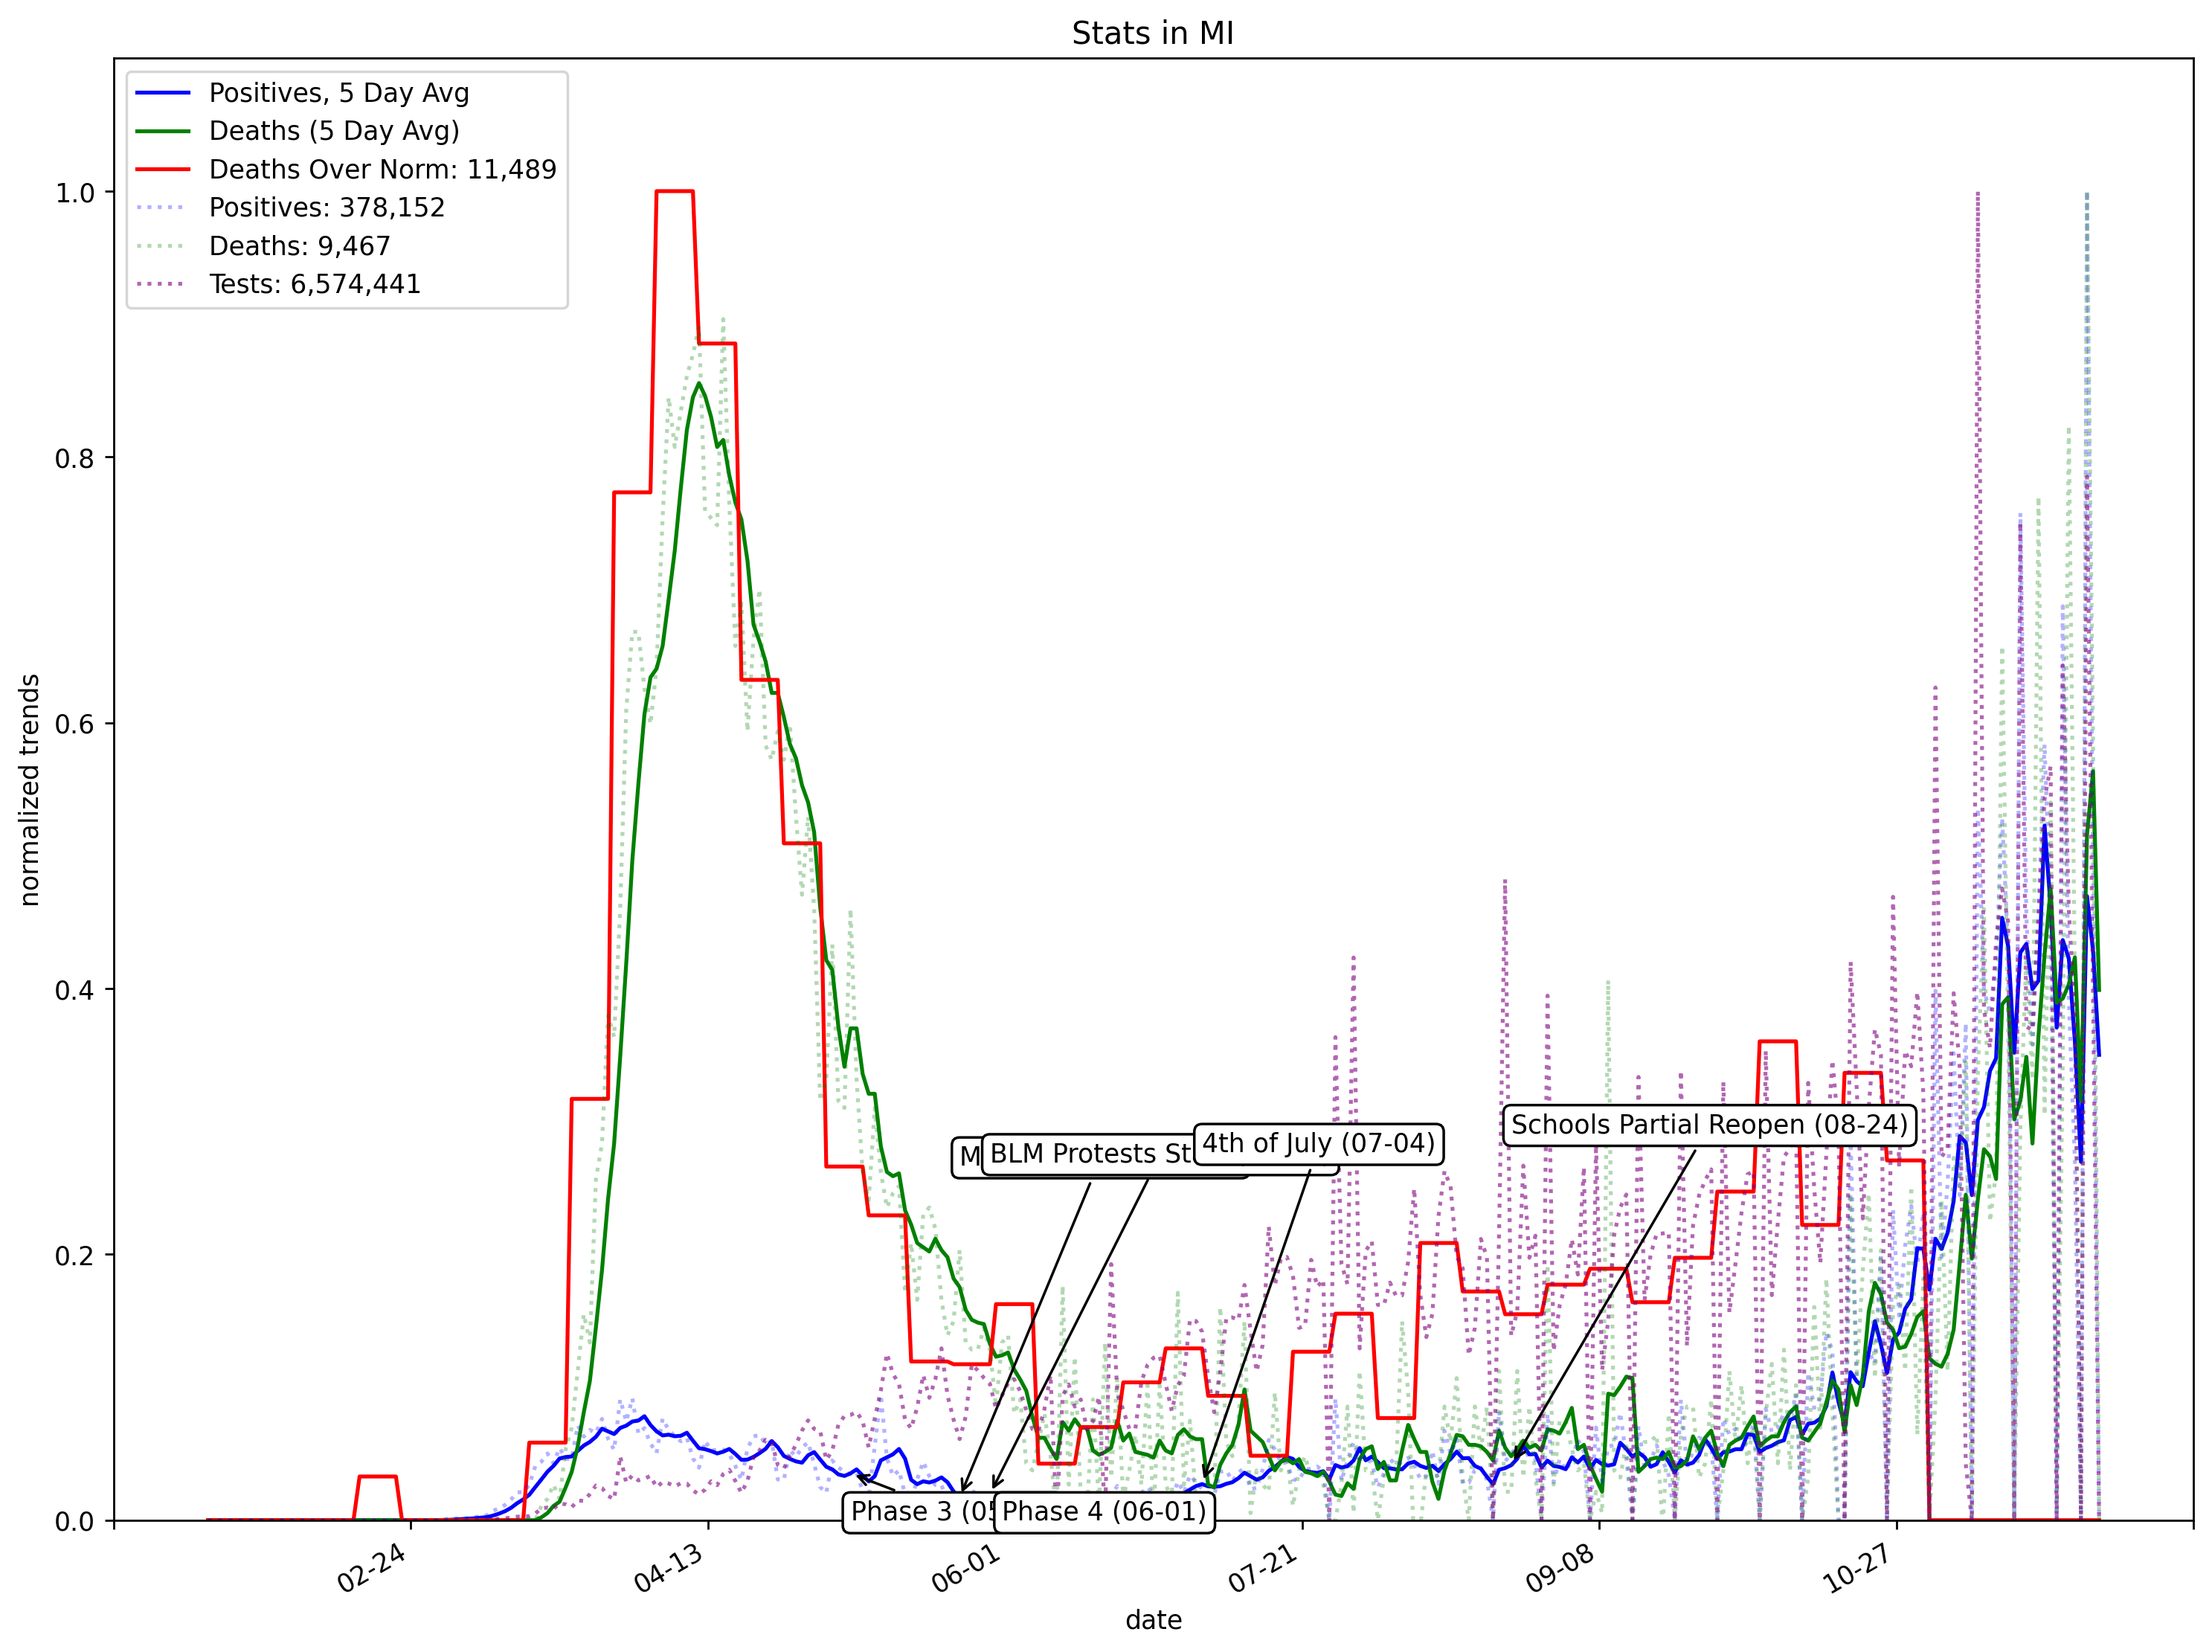 Stats in MI
Positives, 5 Day Avg
Deaths (5 Day Avg)
Deaths Over Norm: 11,489
Positives: 378,152
Deaths: 9,467
Tests: 6,574,441
normalized trends
1.0
0.8
0.6
0.4
0.2
0.0
Schools Partial Reopen (08-24)
4th of July (07-04)
BLM Protests
Phase 3
Phase 4 (06-01)
02-24
04-13
06-01
07-21
09-08
10-27
date